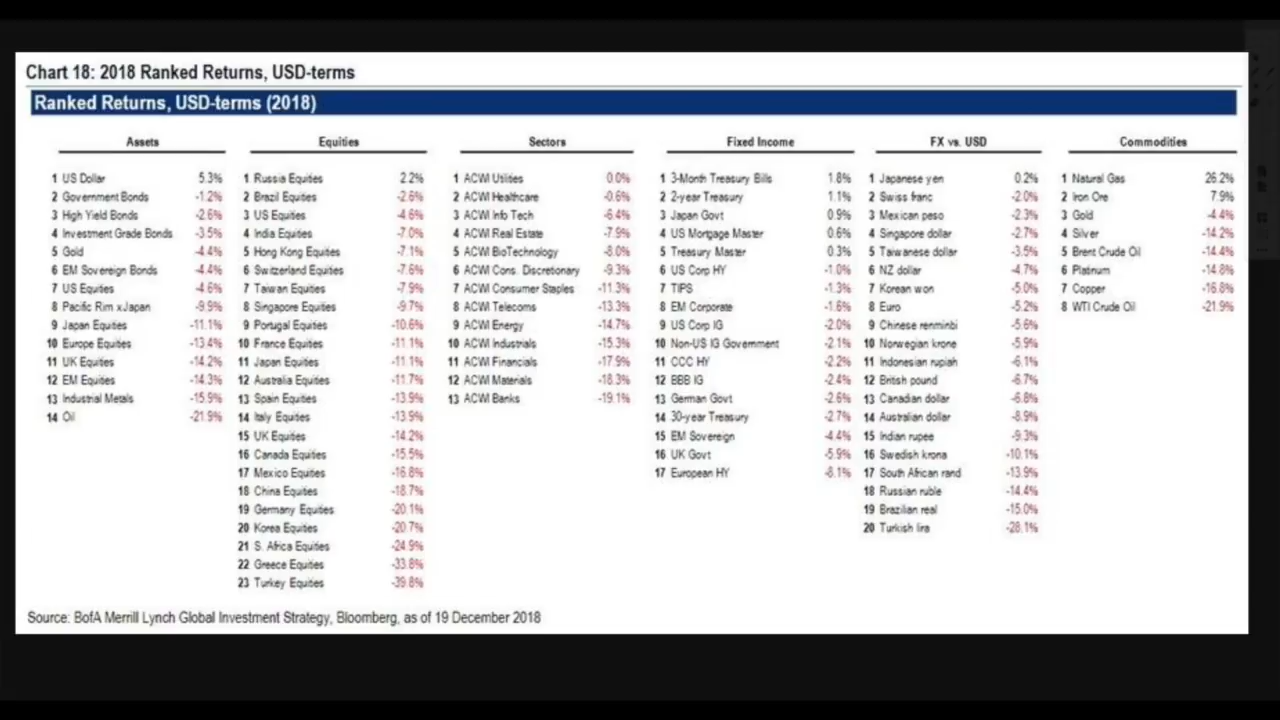 Chart 18: 2018 Ranked Returns, USD-terms
Ranked Returns, USD-terms (2018)
Assets
1 US Dollar 5.3%
2 Government Bonds -1.2%
3 High Yield Bonds -2.6%
4 Investment Grade Bonds -3.5%
5 Gold -4.4%
6 EM Sovereign Bonds -4.4%
7 US Equities -4.6%
8 Pacific Rim xJapan -9.9%
9 Japan Equities -11.1%
10 Europe Equities -13.4%
11 UK Equities -14.2%
12 EM Equities -14.3%
13 Industrial Metals -15.9%
14 Oil -21.9%
Equities
1 Russia Equities 2.2%
2 Brazil Equities -2.6%
3 US Equities -4.6%
4 India Equities -7.0%
5 Hong Kong Equities -7.1%
6 Switzerland Equities -7.6%
7 Taiwan Equities -7.9%
8 Singapore Equities -9.7%
9 Portugal Equities -10.6%
10 France Equities -11.1%
11 Japan Equities -11.1%
12 Australia Equities -11.7%
13 Spain Equities -13.9%
14 Italy Equities -13.9%
15 UK Equities -14.2%
16 Canada Equities -15.5%
17 Mexico Equities -16.8%
18 China Equities -18.7%
19 Germany Equities -20.1%
20 Korea Equities -20.7%
21 S. Africa Equities -24.9%
22 Greece Equities -33.8%
23 Turkey Equities -39.8%
Sectors
1 ACWI Utilities 0.0%
2 ACWI Healthcare -0.6%
3 ACWI Info Tech -6.4%
4 ACWI Real Estate -7.9%
5 ACWI BioTechnology -8.0%
6 ACWI Cons. Discretionary -9.3%
7 ACWI Consumer Staples -11.3%
8 ACWI Telecoms -13.3%
9 ACWI Energy -14.7%
10 ACWI Industrials -15.3%
11 ACWI Financials -17.9%
12 ACWI Materials -18.3%
13 ACWI Banks -19.1%
Fixed Income
1 3-Month Treasury Bills 1.8%
2 2-year Treasury 1.1%
3 Japan Govt 0.9%
4 US Mortgage Master 0.6%
5 Treasury Master 0.3%
6 US Corp HY -1.0%
7 TIPS -1.3%
8 EM Corporate -1.6%
9 US Corp IG -2.0%
10 Non-US IG Government -2.1%
11 CCC HY -2.2%
12 BBB IG -2.4%
13 German Govt -2.6%
14 30-year Treasury -2.7%
15 EM Sovereign -4.4%
16 UK Govt -5.9%
17 European HY -8.1%
FX vs. USD
1 Japanese yen 0.2%
2 Swiss franc -2.0%
3 Mexican peso -2.3%
4 Singapore dollar -2.7%
5 Taiwanese dollar -3.5%
6 NZ dollar -4.7%
7 Korean won -5.0%
8 Euro -5.2%
9 Chinese renminbi -5.6%
10 Norwegian krone -5.9%
11 Indonesian rupiah -6.1%
12 British pound -6.7%
13 Canadian dollar -6.8%
14 Australian dollar -8.9%
15 Indian rupee -9.3%
16 Swedish krona -10.1%
17 South African rand -13.9%
18 Russian ruble -14.4%
19 Brazilian real -15.0%
20 Turkish lira -28.1%
Commodities
1 Natural Gas 26.2%
2 Iron Ore 7.9%
3 Gold -4.4%
4 Silver -14.2%
5 Brent Crude Oil -14.4%
6 Platinum -14.8%
7 Copper -16.8%
8 WTI Crude Oil -21.9%
Source: BofA Merrill Lynch Global Investment Strategy, Bloomberg, as of 19 December 2018